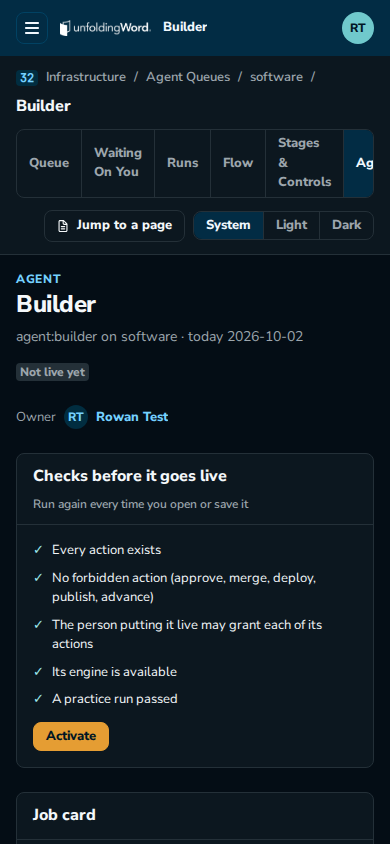 unfoldingWord. Builder RT
32 Infrastructure / Agent Queues / software /
Builder
Queue Waiting On You Runs Flow Stages & Controls Ag
Jump to a page System Light Dark
AGENT
Builder
agent:builder on software · today 2026-10-02
Not live yet
Owner RT Rowan Test
Checks before it goes live
Run again every time you open or save it
✓ Every action exists
✓ No forbidden action (approve, merge, deploy,
publish, advance)
✓ The person putting it live may grant each of its
actions
✓ Its engine is available
✓ A practice run passed
Activate
Job card